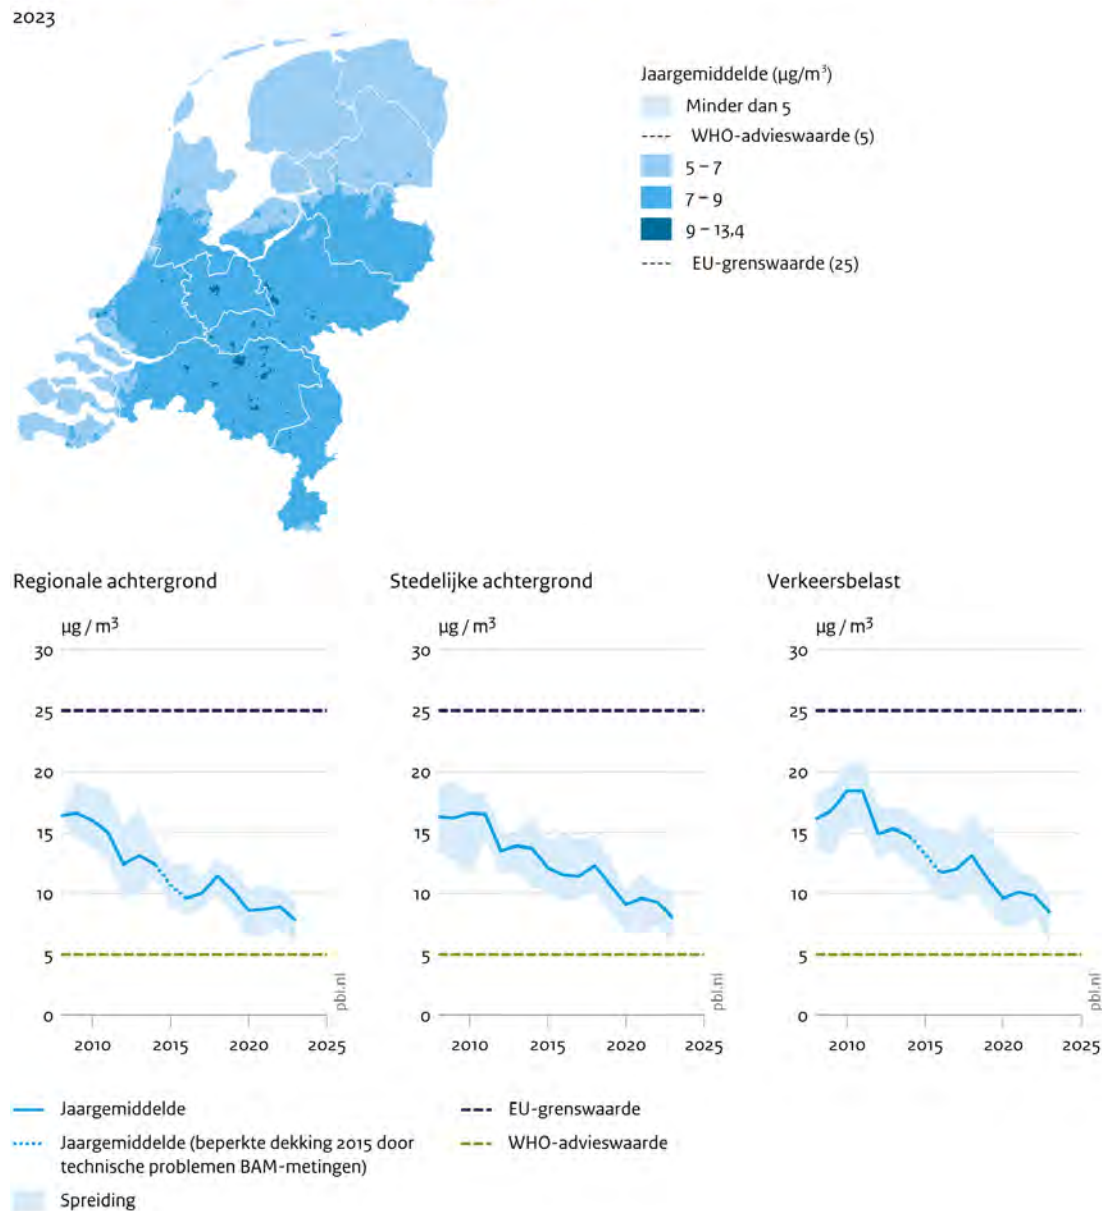 2023
Jaargemiddelde (µg/m³)
Minder dan 5
WHO-advieswaarde (5)
5 – 7
7 – 9
9 – 13,4
EU-grenswaarde (25)
Regionale achtergrond
µg / m³
30
25
20
15
10
5
0
2010 2015 2020 2025
pbl.nl
Stedelijke achtergrond
µg / m³
30
25
20
15
10
5
0
2010 2015 2020 2025
pbl.nl
Verkeersbelast
µg / m³
30
25
20
15
10
5
0
2010 2015 2020 2025
pbl.nl
Jaargemiddelde
Jaargemiddelde (beperkte dekking 2015 door
technische problemen BAM-metingen)
Spreiding
EU-grenswaarde
WHO-advieswaarde